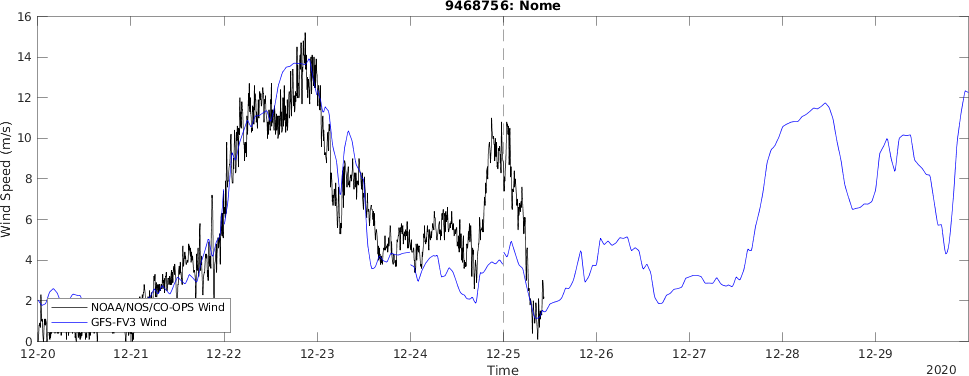 9468756: Nome
16
14
12
10
8
6
4
2
0
Wind Speed (m/s)
NOAA/NOS/CO-OPS Wind
GFS-FV3 Wind
12-20 12-21 12-22 12-23 12-24 12-25 12-26 12-27 12-28 12-29
Time
2020